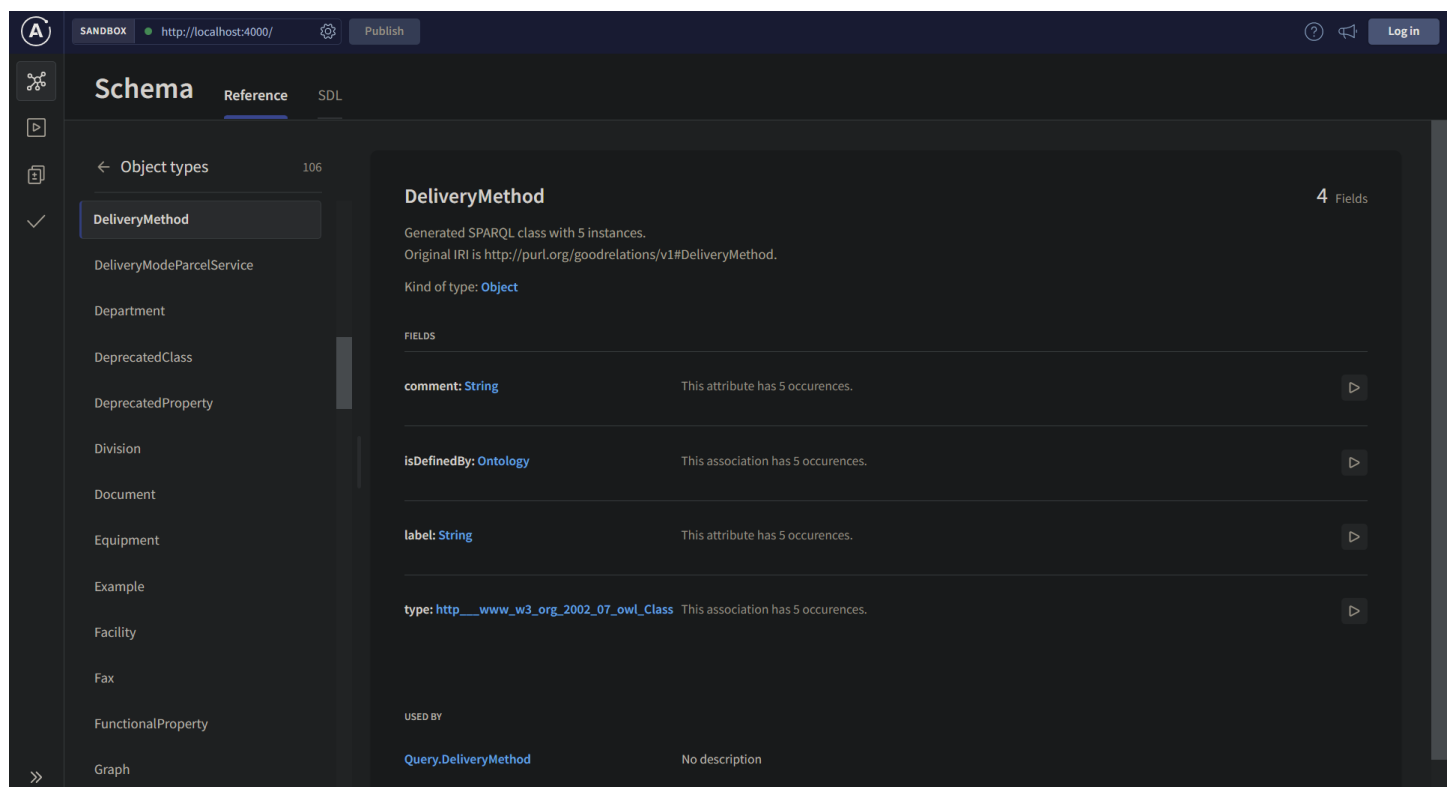 SANDBOX http://localhost:4000/ Publish Log in
Schema Reference SDL
← Object types 106
DeliveryMethod
DeliveryModeParcelService
Department
DeprecatedClass
DeprecatedProperty
Division
Document
Equipment
Example
Facility
Fax
FunctionalProperty
Graph
DeliveryMethod 4 Fields
Generated SPARQL class with 5 instances.
Original IRI is http://purl.org/goodrelations/v1#DeliveryMethod.
Kind of type: Object
FIELDS
comment: String This attribute has 5 occurences.
isDefinedBy: Ontology This association has 5 occurences.
label: String This attribute has 5 occurences.
type: http___www_w3_org_2002_07_owl_Class This association has 5 occurences.
USED BY
Query.DeliveryMethod No description